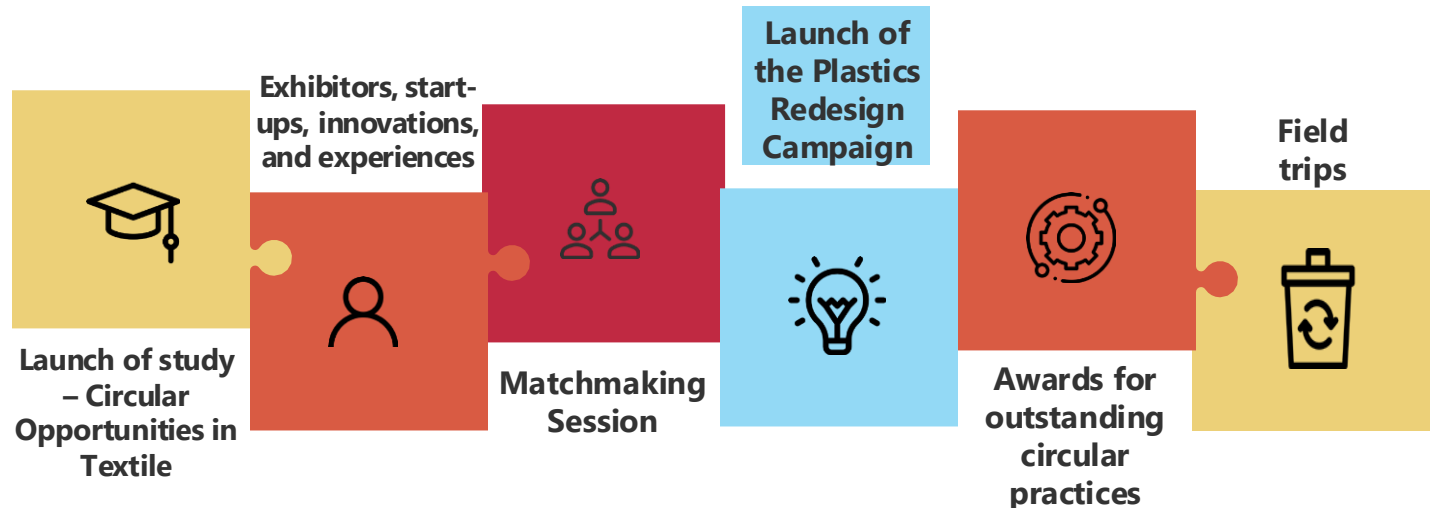 Launch of study
– Circular
Opportunities in
Textile
Exhibitors, start-
ups, innovations,
and experiences
Matchmaking
Session
Launch of
the Plastics
Redesign
Campaign
Awards for
outstanding
circular
practices
Field
trips